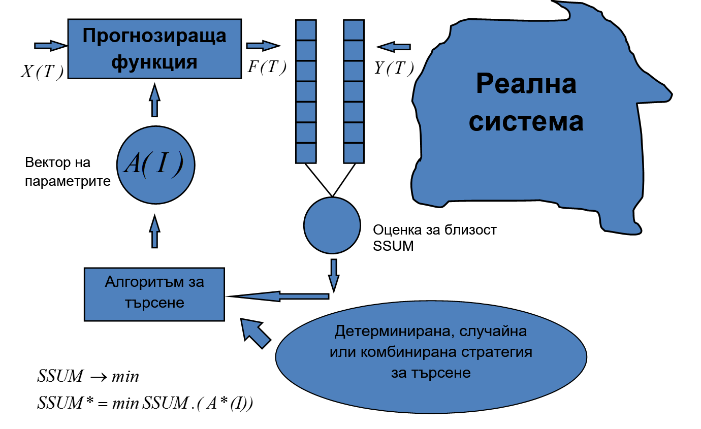 Прогнозираща
функция
X(T)
F(T)
Y(T)
Реална
система
Вектор на
параметрите
A( I )
Оценка за близост
SSUM
Алгоритъм за
търсене
Детерминирана, случайна
или комбинирана стратегия
за търсене
SSUM → min
SSUM* = min SSUM .( A*(I))